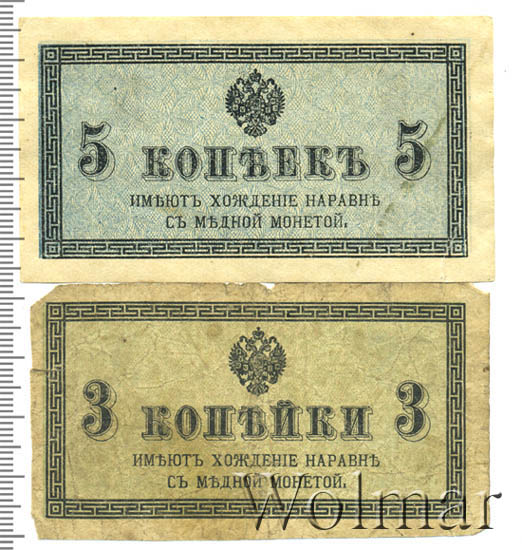 5 КОПѢЕКЪ 5
ИМѢЮТЪ ХОЖДЕНІЕ НАРАВНѢ
СЪ МѢДНОЙ МОНЕТОЙ.
3 КОПѢЙКИ 3
ИМѢЮТЪ ХОЖДЕНІЕ НАРАВНѢ
СЪ МѢДНОЙ МОНЕТОЙ.
Wolmar